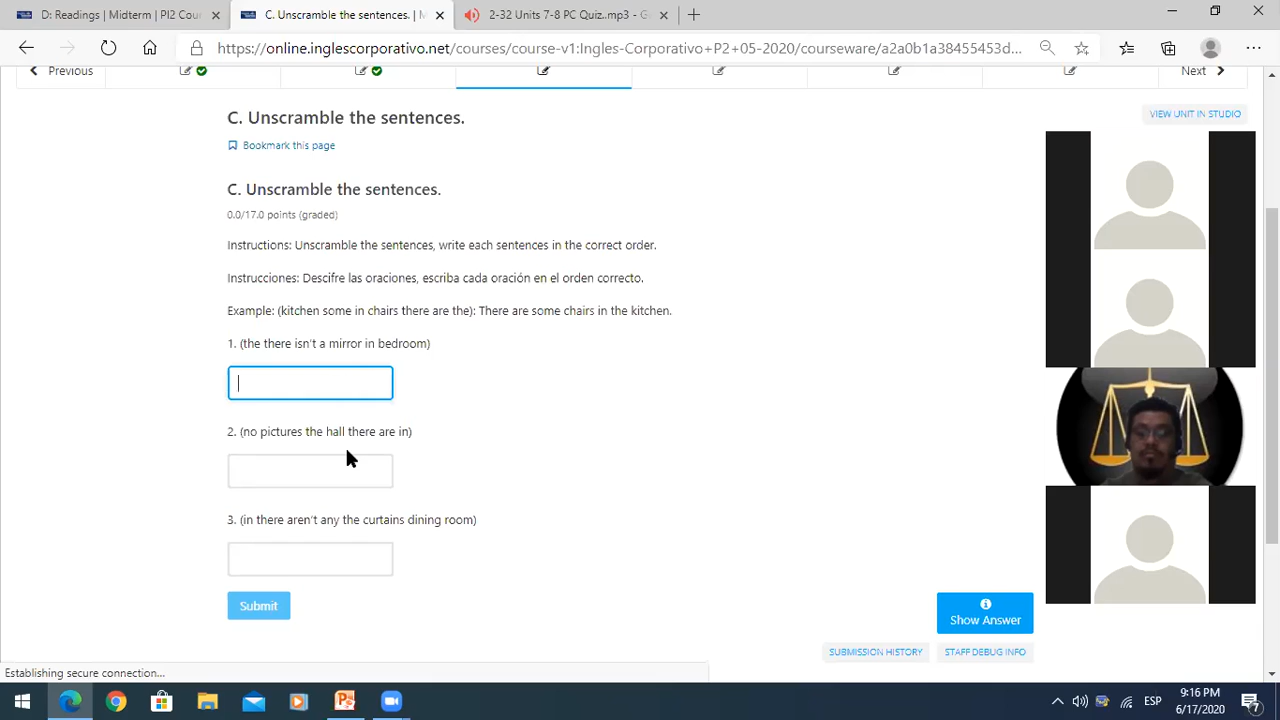 D: Readings | Midterm | PI2 Cour
C. Unscramble the sentences. | M
2-32 Units 7-8 PC Quiz..mp3 - G
https://online.inglescorporativo.net/courses/course-v1:Ingles-Corporativo+P2+05-2020/courseware/a2a0b1a38455453d...
Previous
Next
C. Unscramble the sentences.
VIEW UNIT IN STUDIO
Bookmark this page
C. Unscramble the sentences.
0.0/17.0 points (graded)
Instructions: Unscramble the sentences, write each sentences in the correct order.
Instrucciones: Descifre las oraciones, escriba cada oración en el orden correcto.
Example: (kitchen some in chairs there are the): There are some chairs in the kitchen.
1. (the there isn't a mirror in bedroom)
2. (no pictures the hall there are in)
3. (in there aren't any the curtains dining room)
Submit
Show Answer
SUBMISSION HISTORY
STAFF DEBUG INFO
Establishing secure connection...
ESP
9:16 PM
6/17/2020
7